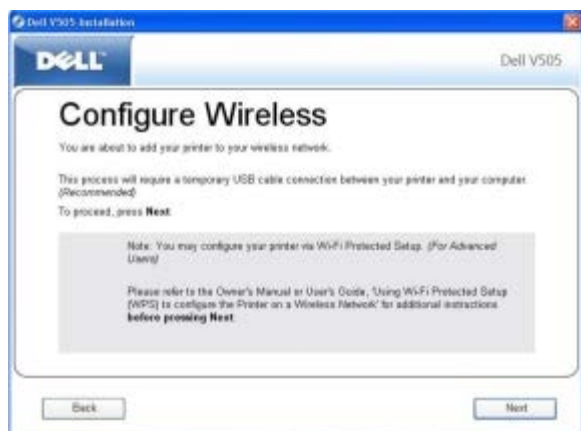 Dell V505 Installation
DELL
Dell V505
Configure Wireless
You are about to add your printer to your wireless network.
This process will require a temporary USB cable connection between your printer and your computer.
(Recommended)
To proceed, press Next
Note: You may configure your printer via Wi-Fi Protected Setup. (For Advanced
Users)
Please refer to the Owner's Manual or User's Guide, 'Using Wi-Fi Protected Setup
(WPS) to configure the Printer on a Wireless Network' for additional instructions
before pressing Next.
Back
Next